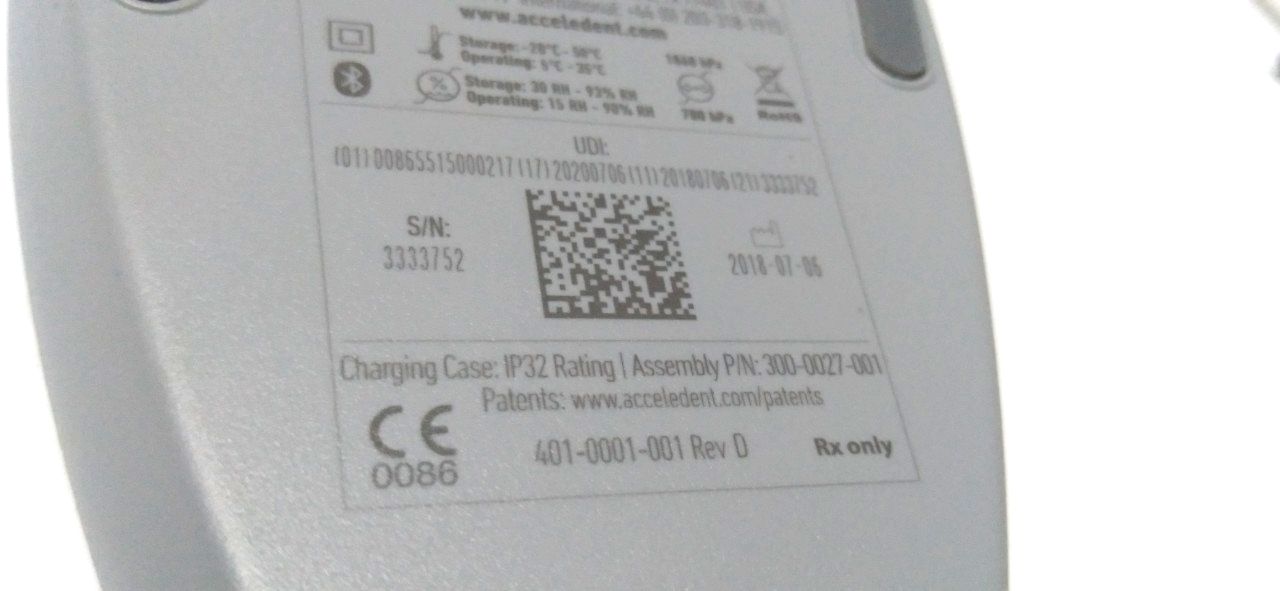 www.acceledent.com
Storage: -20°C - 50°C
Operating: 5°C - 35°C
Storage: 30 RH - 93% RH
Operating: 15 RH - 90% RH
1060 hPa
700 hPa
RoHS
UDI:
(01)00865515000217(17)20200706(11)20180706(21)3333752
S/N:
3333752
2018-07-06
Charging Case: IP32 Rating | Assembly P/N: 300-0027-001
Patents: www.acceledent.com/patents
CE
0086
401-0001-001 Rev D
Rx only